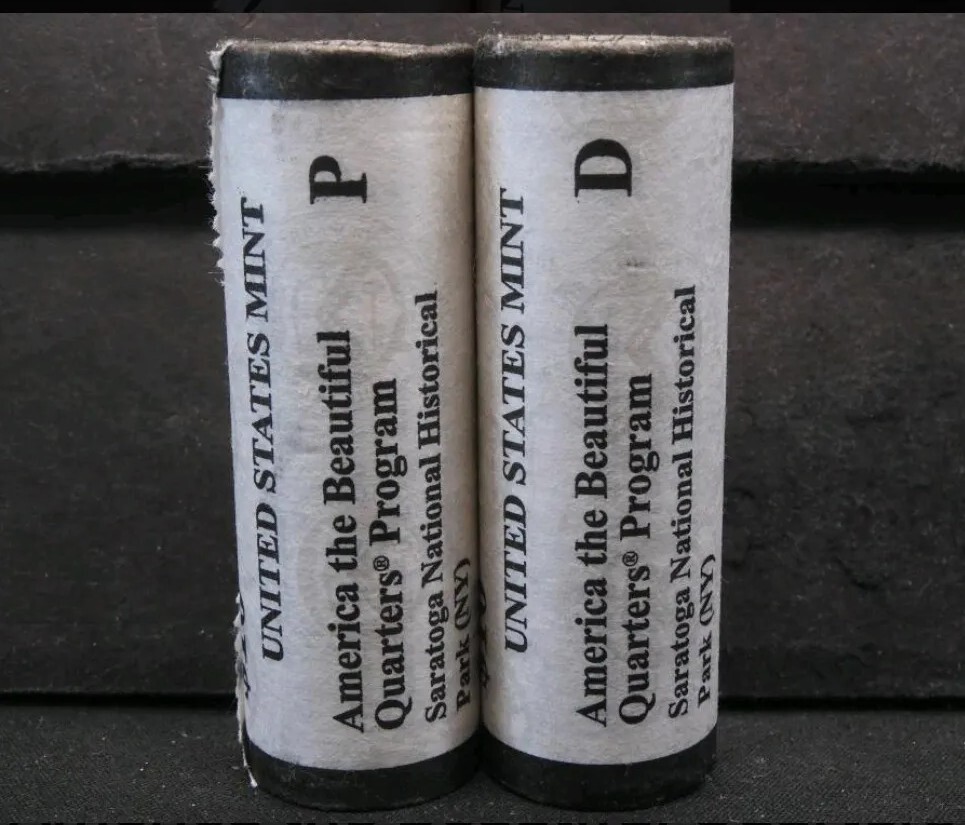 UNITED STATES MINT
P
America the Beautiful
Quarters® Program
Saratoga National Historical
Park (NY)
UNITED STATES MINT
D
America the Beautiful
Quarters® Program
Saratoga National Historical
Park (NY)